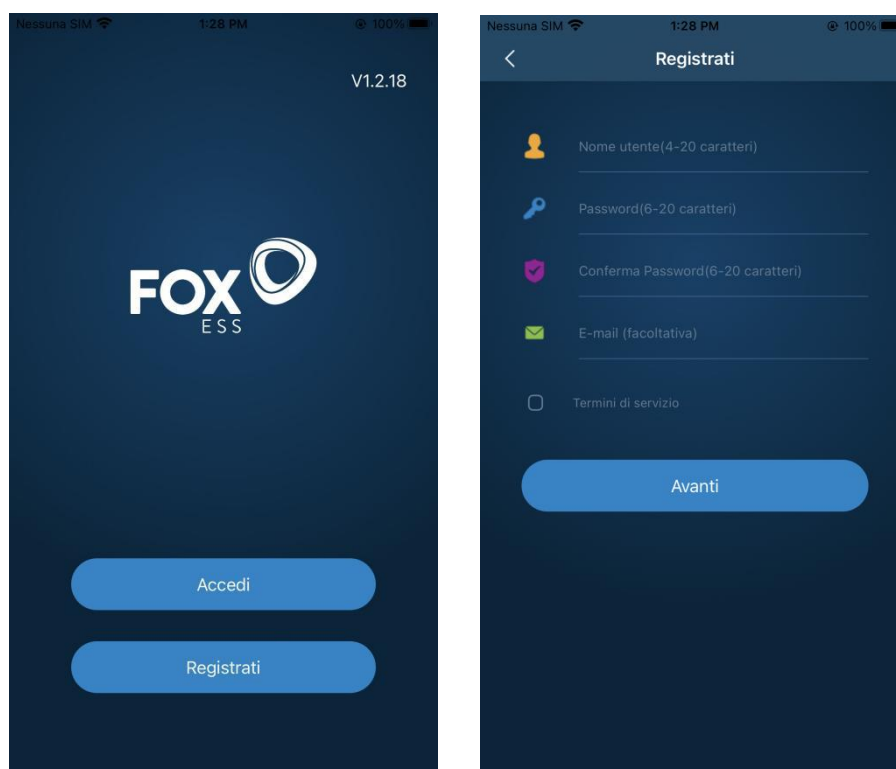 Nessuna SIM 1:28 PM 100%
V1.2.18
FOX
ESS
Accedi
Registrati
Nessuna SIM 1:28 PM 100%
Registrati
Nome utente(4-20 caratteri)
Password(6-20 caratteri)
Conferma Password(6-20 caratteri)
E-mail (facoltativa)
Termini di servizio
Avanti